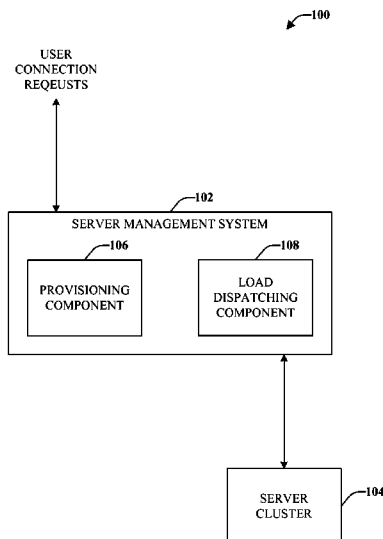 100
USER
CONNECTION
REQEUSTS
102
SERVER MANAGEMENT SYSTEM
106
108
PROVISIONING
COMPONENT
LOAD
DISPATCHING
COMPONENT
SERVER
CLUSTER
104